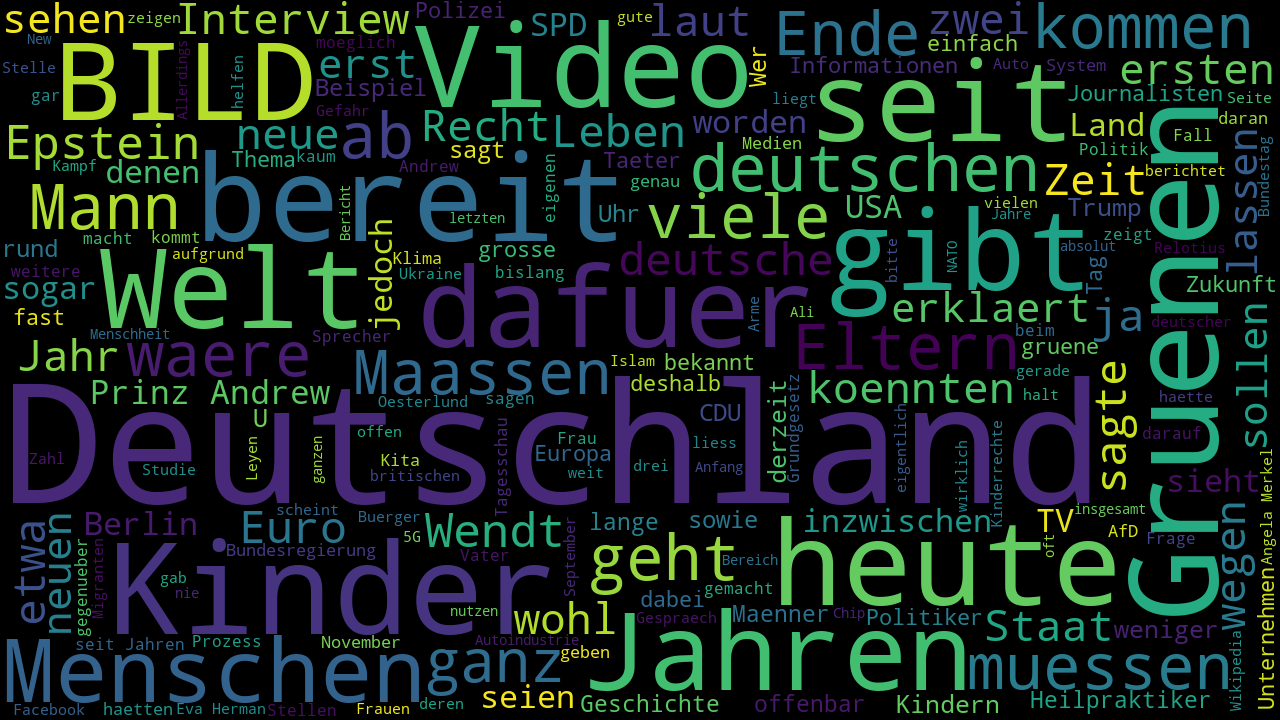 sehen
zeigen
Interview
Polizei
SPD
gute
laut
Ende
zwei
kommen
New
BILD
Allerdings
moeglich
erst
Video
Wer
einfach
Informationen
Auto
System
ersten
Stelle
helfen
Beispiel
seit
Journalisten
gar
Gefahr
liegt
Seite
Epstein
neue
ab
Recht
Leben
worden
Land
daran
Fall
Kampf
denen
Thema
kaum
Andrew
sagt
eigenen
Taeter
Medien
deutschen
Politik
berichtet
lassen
Bundestag
Mann
bereit
Bericht
letzten
Uhr
genau
viele
USA
Zeit
vielen
Jahre
Trump
Gruenen
rund
macht
kommt
jedoch
Klima
grosse
deutsche
gibt
bitte
NATO
absolut
Tag
zeigt
Relotius
weitere
aufgrund
Welt
Ukraine
bislang
sogar
dafuer
erklaert
ja
Zukunft
fast
Menschheit
Sprecher
Arme
Ali
beim
deutscher
Jahr
waere
Maassen
Islam
bekannt
Eltern
gruene
sollen
Prinz Andrew
Oesterlund
sagen
deshalb
koennten
gerade
halt
sagte
haette
Deutschland
U
offen
CDU
derzeit
Grundgesetz
eigentlich
darauf
Zahl
Studie
Leyen
ganzen
Kita
britischen
Tagesschau
Frau
Europa
weit
drei
liess
Anfang
wirklich
Kinderrechte
sieht
Angela Merkel
etwa
neuen
Berlin
scheint
Euro
Buerger
5G
Wendt
September
lange
sowie
inzwischen
TV
insgesamt
AfD
oft
Frage
Wegen
Unternehmen
gegenueber
Migranten
Kinder
Bundesregierung
Vater
geht
Bereich
heute
gab
nie
nutzen
wohl
dabei
gemacht
Gespraech
Maenner
Chip
Politiker
Staat
weniger
Wikipedia
Menschen
seit Jahren
Prozess
November
ganz
Autoindustrie
geben
Jahren
muessen
Facebook
haetten
Eva Herman
Stellen
Frauen
deren
seien
Geschichte
offenbar
Kindern
Heilpraktiker